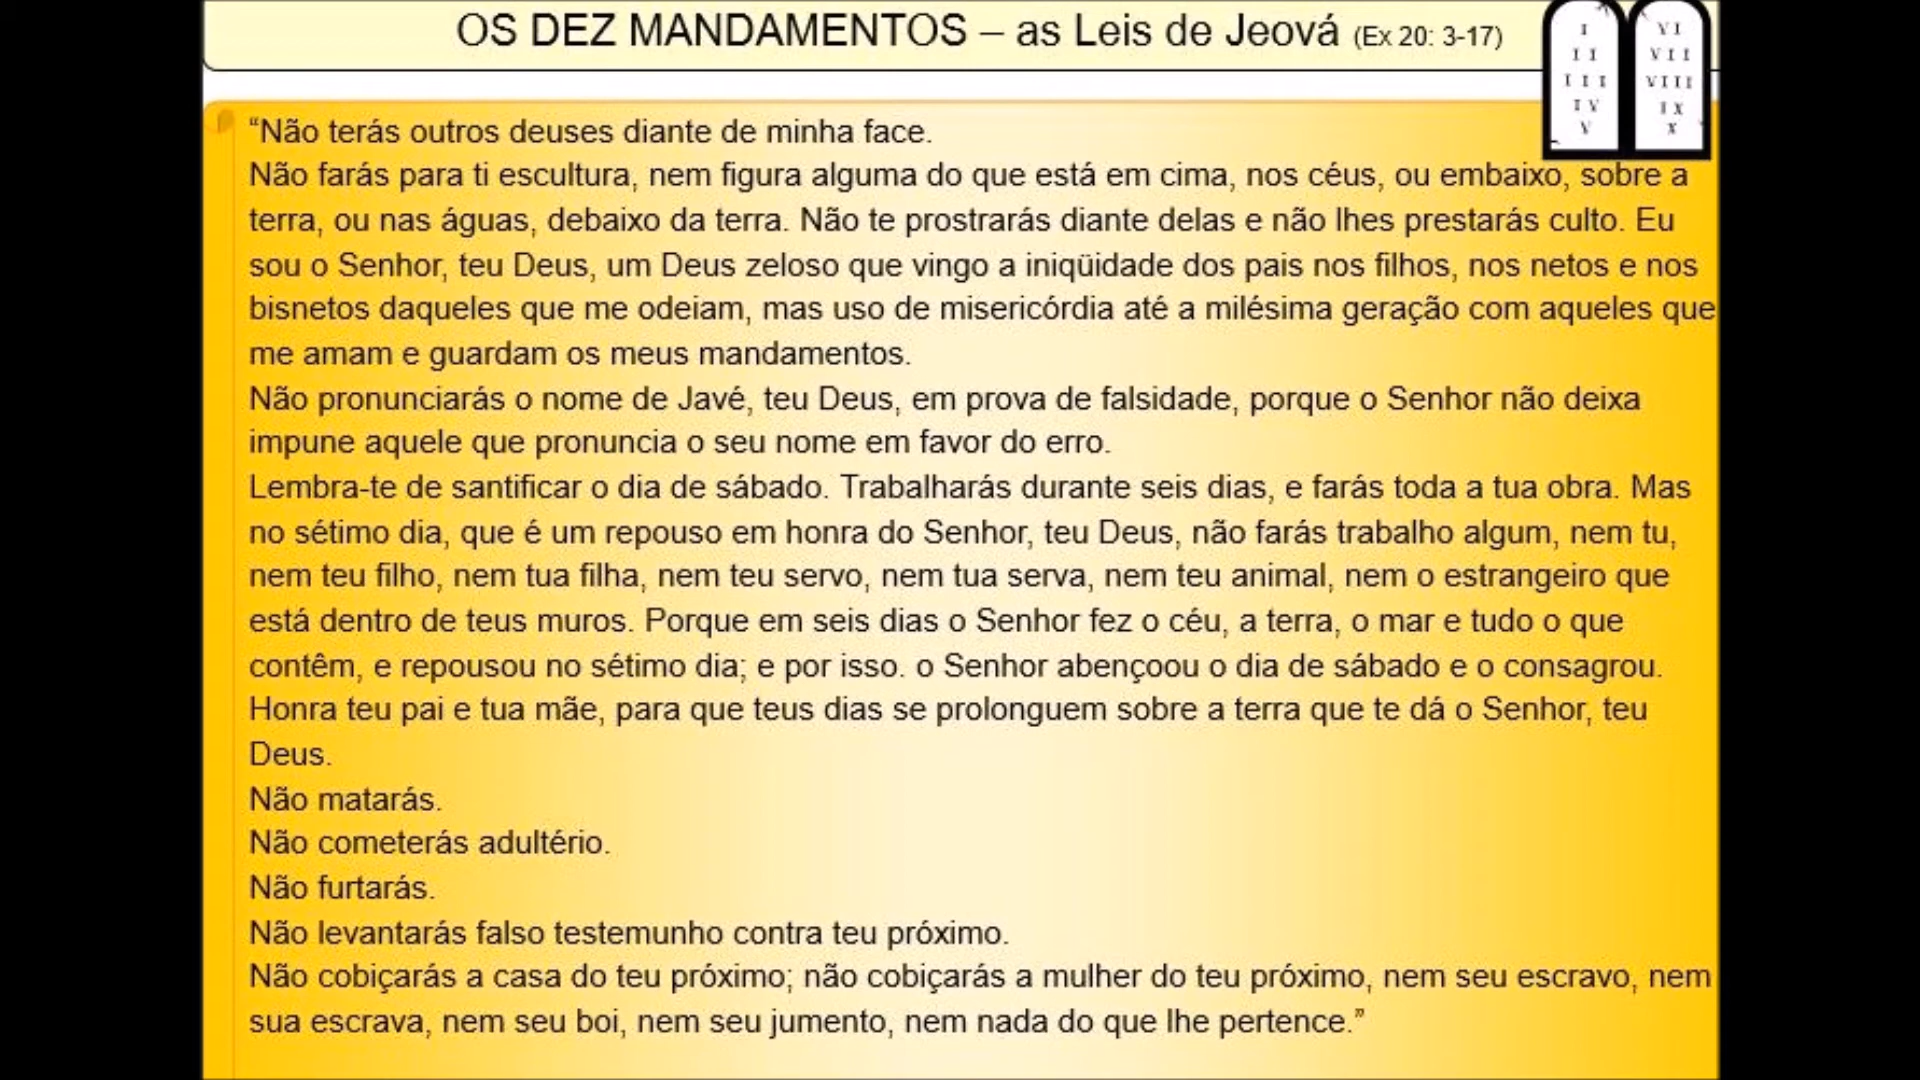 OS DEZ MANDAMENTOS – as Leis de Jeová (Ex 20: 3-17)
I
II
III
IV
V
VI
VII
VIII
IX
X
“Não terás outros deuses diante de minha face.
Não farás para ti escultura, nem figura alguma do que está em cima, nos céus, ou embaixo, sobre a
terra, ou nas águas, debaixo da terra. Não te prostrarás diante delas e não lhes prestarás culto. Eu
sou o Senhor, teu Deus, um Deus zeloso que vingo a iniqüidade dos pais nos filhos, nos netos e nos
bisnetos daqueles que me odeiam, mas uso de misericórdia até a milésima geração com aqueles que
me amam e guardam os meus mandamentos.
Não pronunciarás o nome de Javé, teu Deus, em prova de falsidade, porque o Senhor não deixa
impune aquele que pronuncia o seu nome em favor do erro.
Lembra-te de santificar o dia de sábado. Trabalharás durante seis dias, e farás toda a tua obra. Mas
no sétimo dia, que é um repouso em honra do Senhor, teu Deus, não farás trabalho algum, nem tu,
nem teu filho, nem tua filha, nem teu servo, nem tua serva, nem teu animal, nem o estrangeiro que
está dentro de teus muros. Porque em seis dias o Senhor fez o céu, a terra, o mar e tudo o que
contêm, e repousou no sétimo dia; e por isso. o Senhor abençoou o dia de sábado e o consagrou.
Honra teu pai e tua mãe, para que teus dias se prolonguem sobre a terra que te dá o Senhor, teu
Deus.
Não matarás.
Não cometerás adultério.
Não furtarás.
Não levantarás falso testemunho contra teu próximo.
Não cobiçarás a casa do teu próximo; não cobiçarás a mulher do teu próximo, nem seu escravo, nem
sua escrava, nem seu boi, nem seu jumento, nem nada do que lhe pertence.”